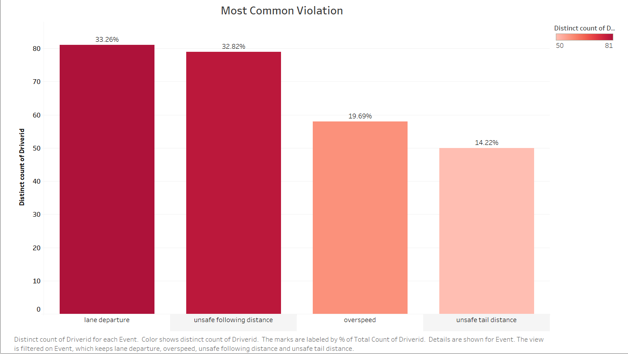 Most Common Violation
Distinct count of D..
50 81
Distinct count of Driverid
80
70
60
50
40
30
20
10
0
33.26%
32.82%
19.69%
14.22%
lane departure
unsafe following distance
overspeed
unsafe tail distance
Distinct count of Driverid for each Event. Color shows distinct count of Driverid. The marks are labeled by % of Total Count of Driverid. Details are shown for Event. The view
is filtered on Event, which keeps lane departure, overspeed, unsafe following distance and unsafe tail distance.